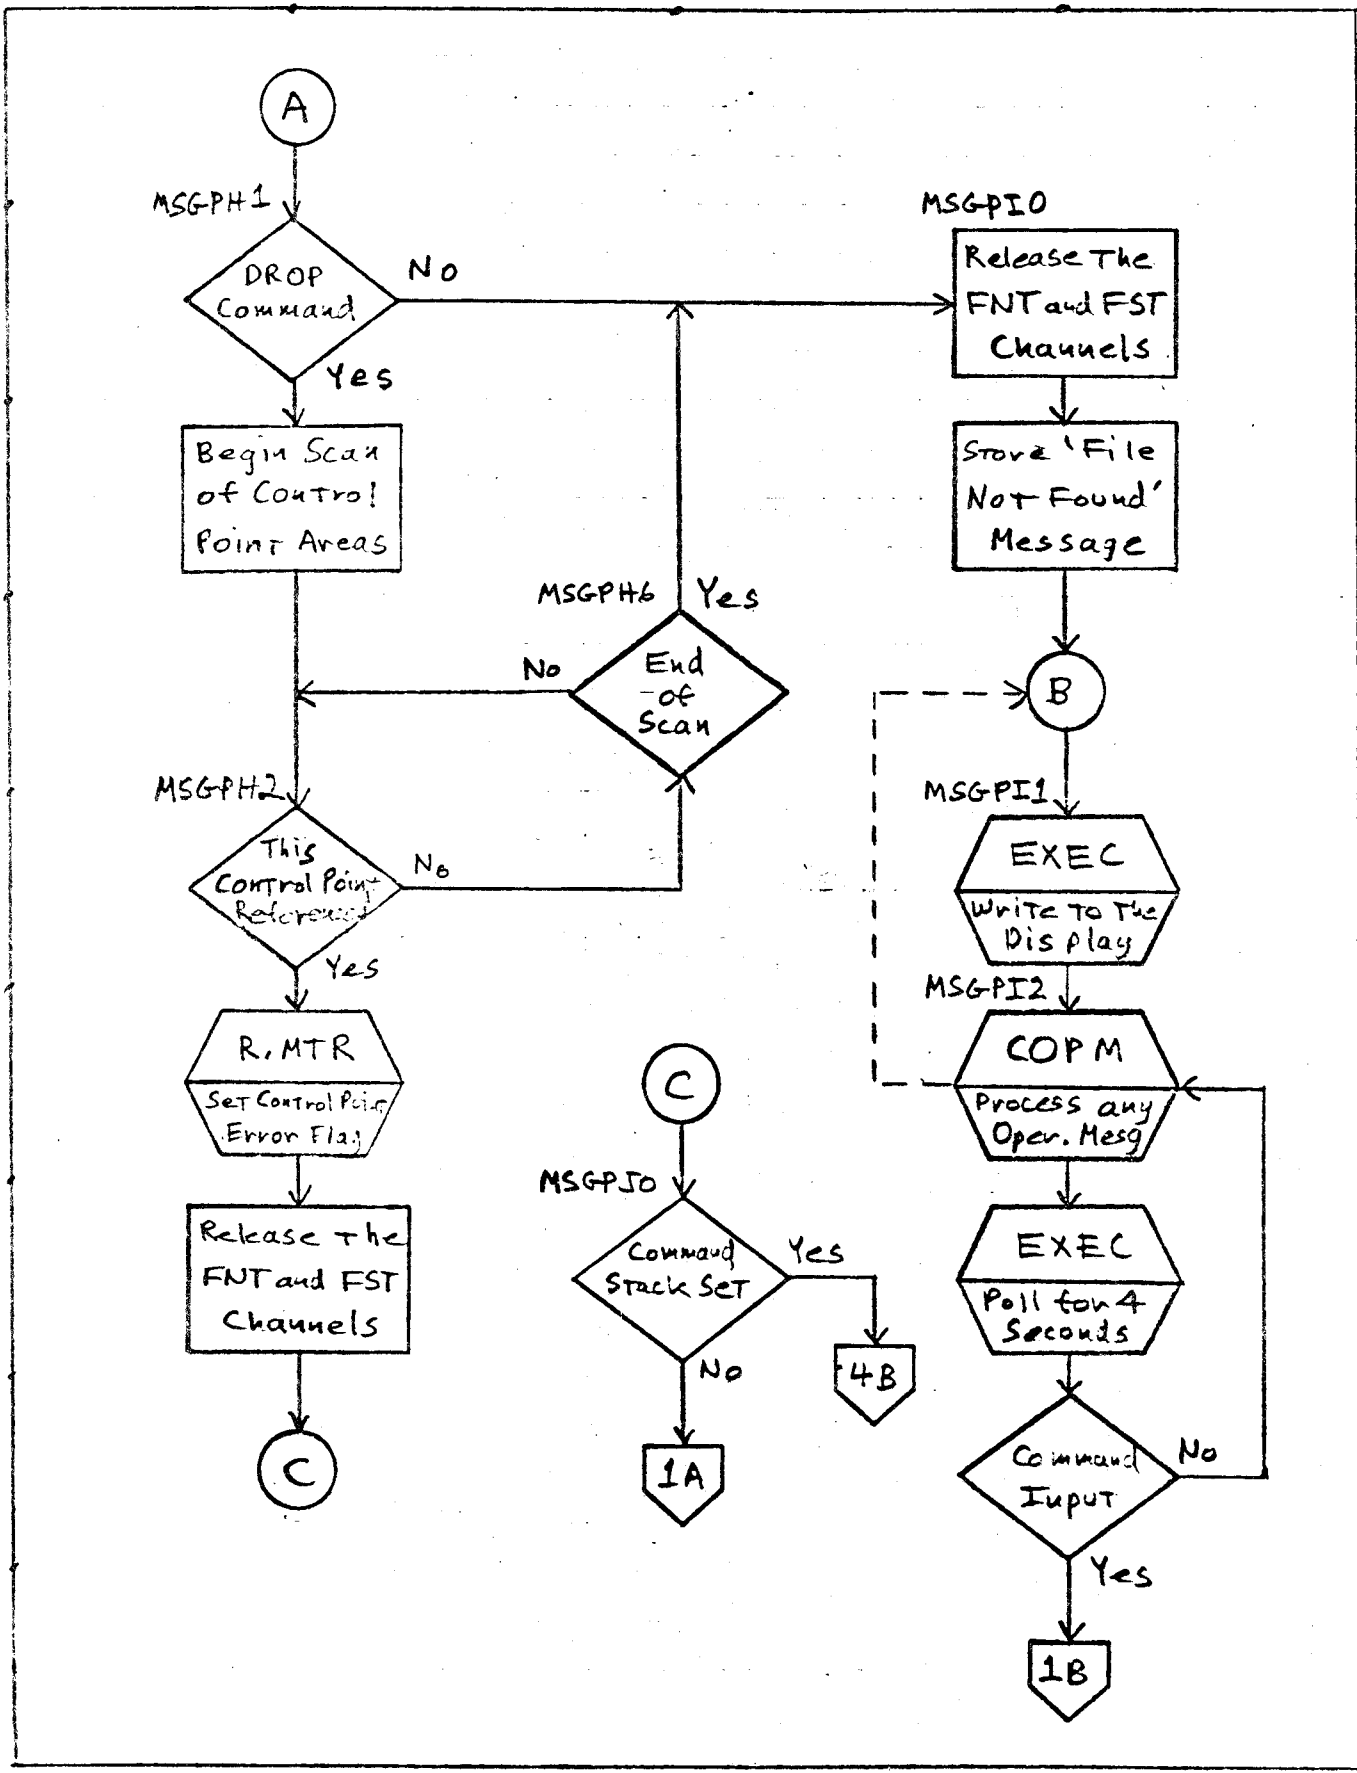 A
MSGPH1
DROP
Command
No
Yes
Begin Scan
of Control
Point Areas
MSGPH6
Yes
No
End
of
Scan
MSGPH2
This
Control Point
Referenced
No
Yes
R.MTR
Set Control Point
Error Flag
Release the
FNT and FST
Channels
C
C
MSGPJ0
Command
Stack Set
Yes
4B
No
1A
MSGPI0
Release The
FNT and FST
Channels
Store 'File
Not Found'
Message
B
MSGPI1
EXEC
Write To The
Display
MSGPI2
COPM
Process any
Oper. Mesg
EXEC
Poll for 4
Seconds
Command
Input
No
Yes
1B